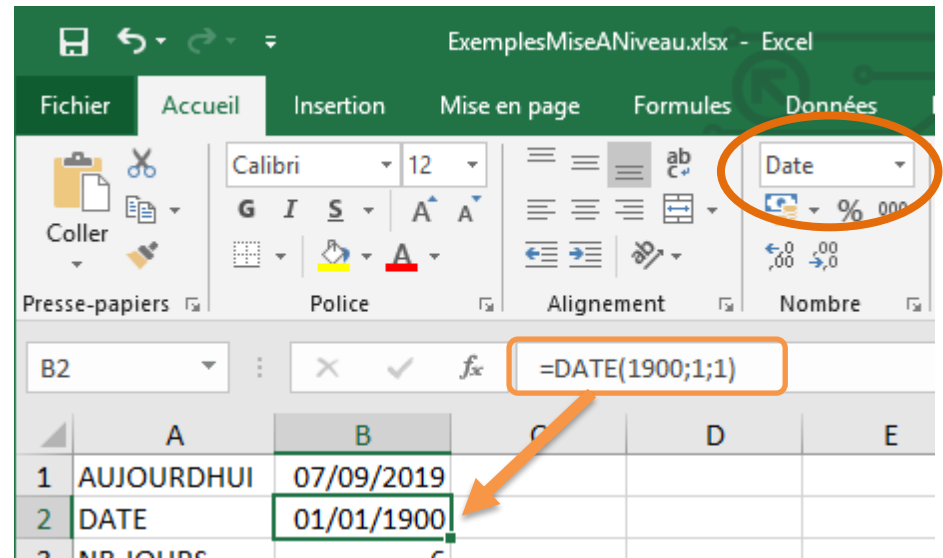 ExemplesMiseANiveau.xlsx - Excel
Fichier Accueil Insertion Mise en page Formules Données
Calibri 12 Date
Coller G I S A A % 000
Presse-papiers Police Alignement Nombre
B2 fx =DATE(1900;1;1)
A B C D E
1 AUJOURDHUI 07/09/2019
2 DATE 01/01/1900